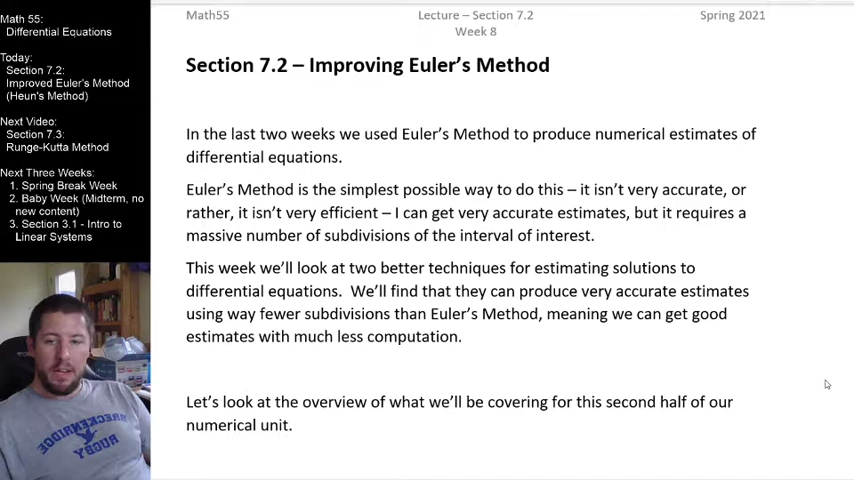 Math 55:
Differential Equations
Today:
Section 7.2:
Improved Euler's Method
(Heun's Method)
Next Video:
Section 7.3:
Runge-Kutta Method
Next Three Weeks:
1. Spring Break Week
2. Baby Week (Midterm, no
new content)
3. Section 3.1 - Intro to
Linear Systems
Math55
Lecture – Section 7.2
Spring 2021
Week 8
Section 7.2 – Improving Euler's Method
In the last two weeks we used Euler's Method to produce numerical estimates of
differential equations.
Euler's Method is the simplest possible way to do this – it isn't very accurate, or
rather, it isn't very efficient – I can get very accurate estimates, but it requires a
massive number of subdivisions of the interval of interest.
This week we'll look at two better techniques for estimating solutions to
differential equations.  We'll find that they can produce very accurate estimates
using way fewer subdivisions than Euler's Method, meaning we can get good
estimates with much less computation.
Let's look at the overview of what we'll be covering for this second half of our
numerical unit.
BRECKENRIDGE
RUGBY